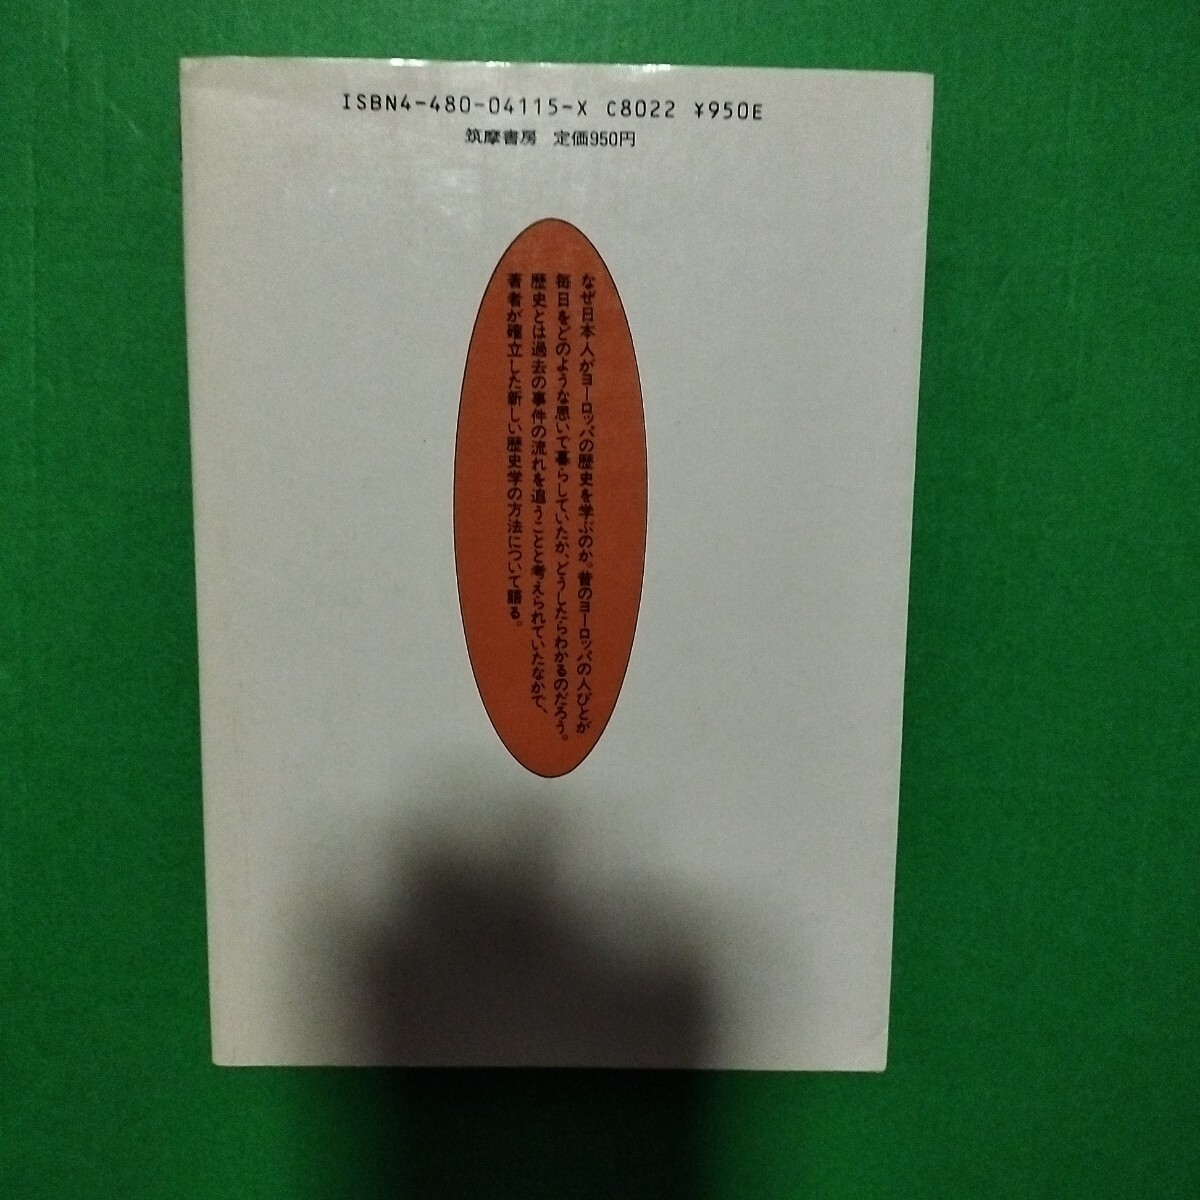 ISBN4-480-04115-X C8022 ¥950E
筑摩書房 定価950円
なぜ日本人がヨーロッパの歴史を学ぶのか。昔のヨーロッパの人びとが
毎日をどのような思いで暮らしていたか、どうしたらわかるのだろう。
歴史とは過去の事件の流れを追うことと考えられていたなかで、
著者が確立した新しい歴史学の方法について語る。